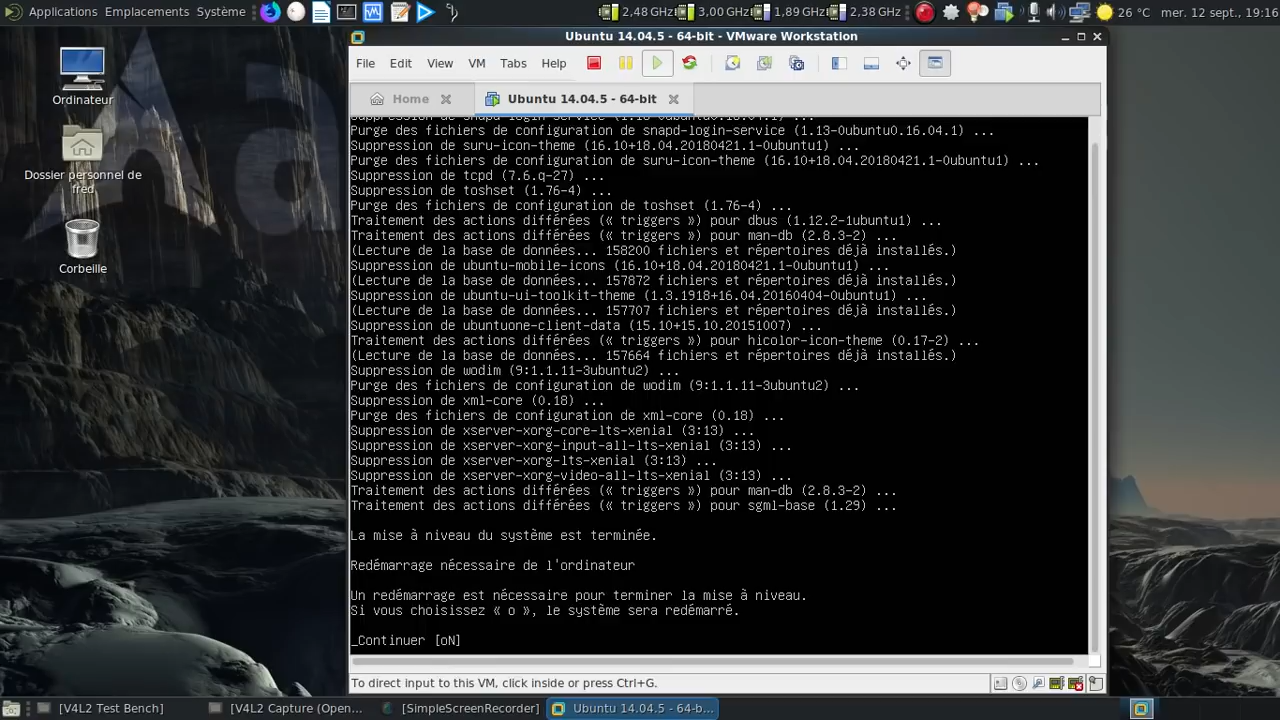 Applications Emplacements Système
2,48 GHz 3,00 GHz 1,89 GHz 2,38 GHz
26 °C mer. 12 sept., 19:16
Ordinateur
Dossier personnel de
fred
Corbeille
Ubuntu 14.04.5 - 64-bit - VMware Workstation
File Edit View VM Tabs Help
Home
Ubuntu 14.04.5 - 64-bit
Suppression de snapd-login-service (1.13-0ubuntu0.16.04.1) ...
Purge des fichiers de configuration de snapd-login-service (1.13-0ubuntu0.16.04.1) ...
Suppression de suru-icon-theme (16.10+18.04.20180421.1-0ubuntu1) ...
Purge des fichiers de configuration de suru-icon-theme (16.10+18.04.20180421.1-0ubuntu1) ...
Suppression de tcpd (7.6.q-27) ...
Suppression de toshset (1.76-4) ...
Purge des fichiers de configuration de toshset (1.76-4) ...
Traitement des actions différées (« triggers ») pour dbus (1.12.2-1ubuntu1) ...
Traitement des actions différées (« triggers ») pour man-db (2.8.3-2) ...
(Lecture de la base de données... 158200 fichiers et répertoires déjà installés.)
Suppression de ubuntu-mobile-icons (16.10+18.04.20180421.1-0ubuntu1) ...
(Lecture de la base de données... 157872 fichiers et répertoires déjà installés.)
Suppression de ubuntu-ui-toolkit-theme (1.3.1918+16.04.20160404-0ubuntu1) ...
(Lecture de la base de données... 157707 fichiers et répertoires déjà installés.)
Suppression de ubuntuone-client-data (15.10+15.10.20151007) ...
Traitement des actions différées (« triggers ») pour hicolor-icon-theme (0.17-2) ...
(Lecture de la base de données... 157664 fichiers et répertoires déjà installés.)
Suppression de wodim (9:1.1.11-3ubuntu2) ...
Purge des fichiers de configuration de wodim (9:1.1.11-3ubuntu2) ...
Suppression de xml-core (0.18) ...
Purge des fichiers de configuration de xml-core (0.18) ...
Suppression de xserver-xorg-core-lts-xenial (3:13) ...
Suppression de xserver-xorg-input-all-lts-xenial (3:13) ...
Suppression de xserver-xorg-lts-xenial (3:13) ...
Suppression de xserver-xorg-video-all-lts-xenial (3:13) ...
Traitement des actions différées (« triggers ») pour man-db (2.8.3-2) ...
Traitement des actions différées (« triggers ») pour sgml-base (1.29) ...
La mise à niveau du système est terminée.
Redémarrage nécessaire de l'ordinateur
Un redémarrage est nécessaire pour terminer la mise à niveau.
Si vous choisissez « o », le système sera redémarré.
_Continuer [oN]
To direct input to this VM, click inside or press Ctrl+G.
[V4L2 Test Bench] [V4L2 Capture (Open... [SimpleScreenRecorder] Ubuntu 14.04.5 - 64-b...